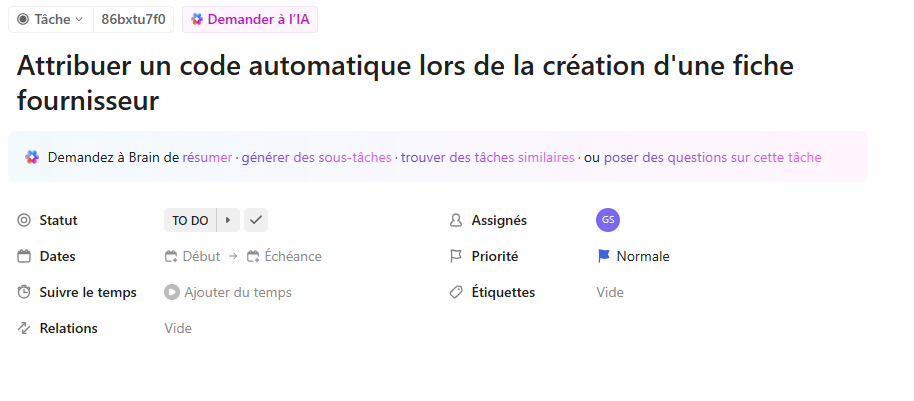 Tâche 86bxtu7f0 Demander à l'IA
Attribuer un code automatique lors de la création d'une fiche
fournisseur
Demandez à Brain de résumer · générer des sous-tâches · trouver des tâches similaires · ou poser des questions sur cette tâche
Statut TO DO Assignés GS
Dates Début → Échéance Priorité Normale
Suivre le temps Ajouter du temps Étiquettes Vide
Relations Vide